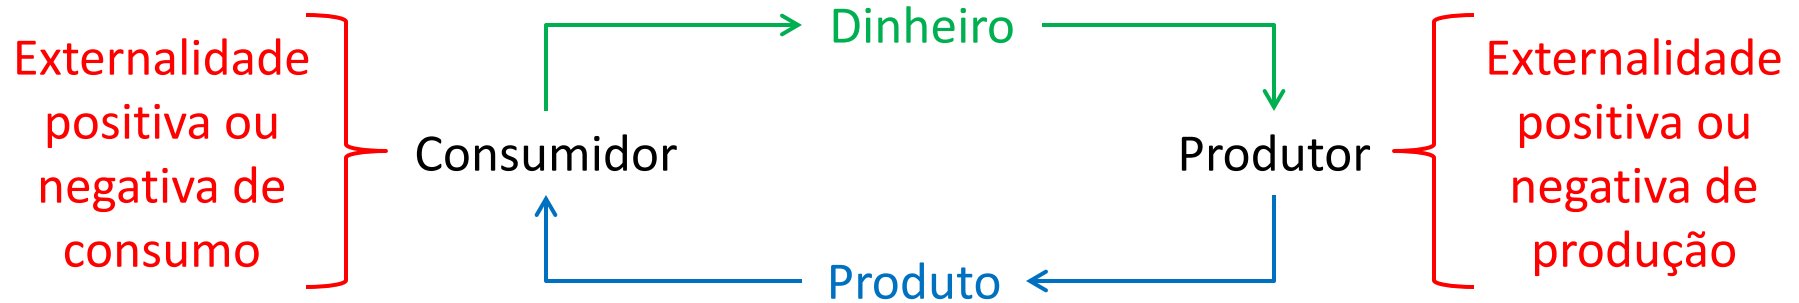 Externalidade
positiva ou
negativa de
consumo
Dinheiro
Consumidor
Produtor
Produto
Externalidade
positiva ou
negativa de
produção